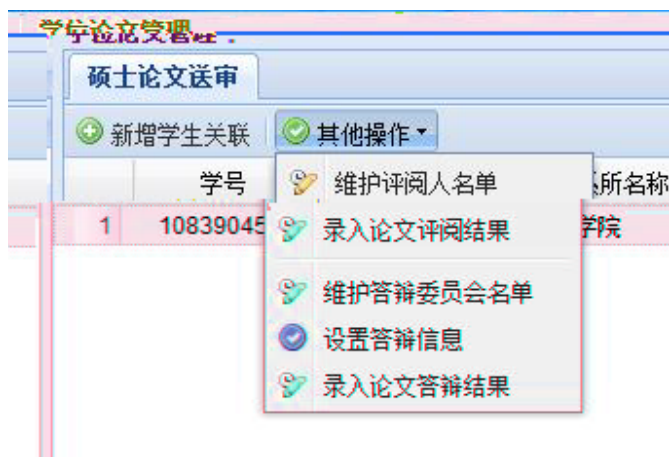 学位论文管理
硕士论文送审
新增学生关联 其他操作
学号 维护评阅人名单 系所名称
1 10839045 录入论文评阅结果 学院
维护答辩委员会名单
设置答辩信息
录入论文答辩结果